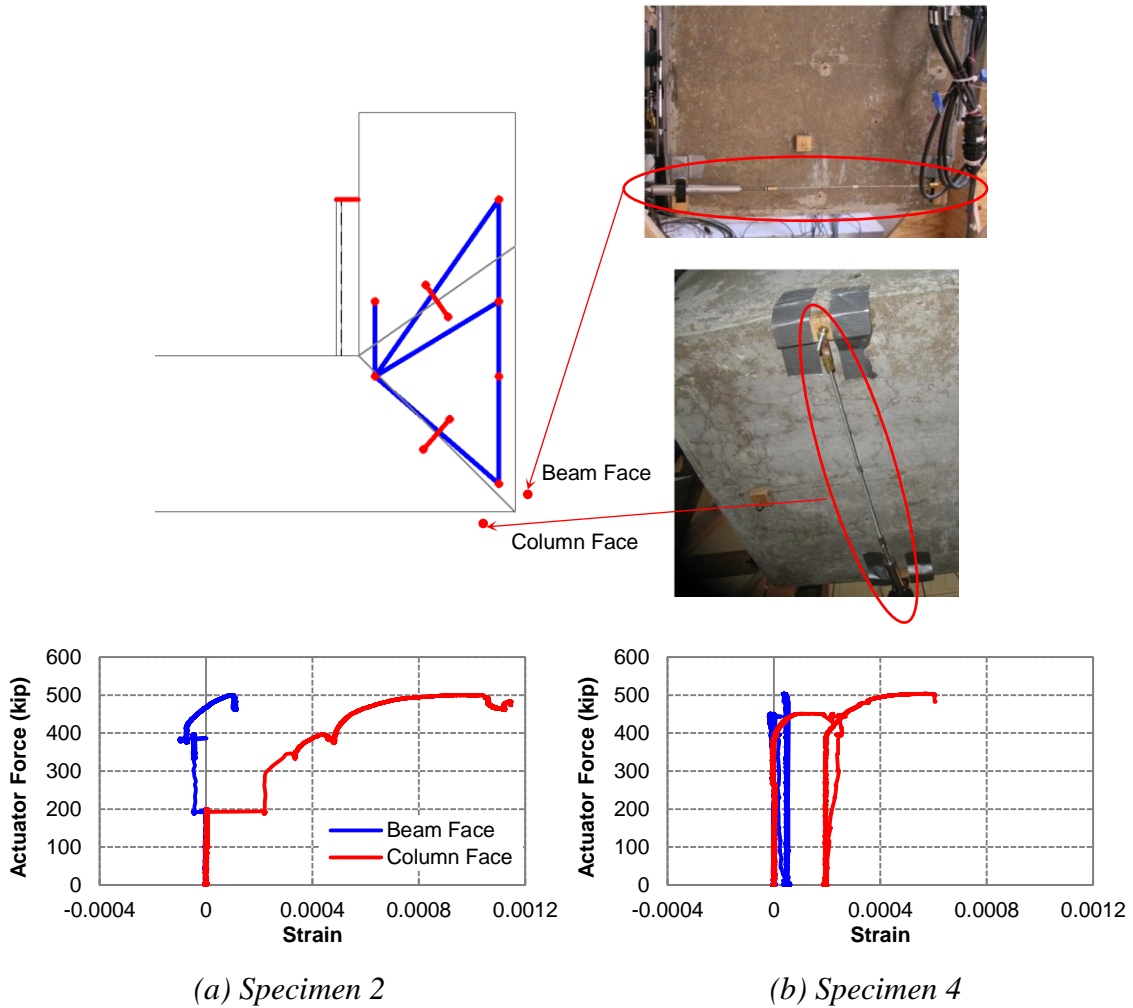 Beam Face
Column Face
600
500
400
300
200
100
0
Actuator Force (kip)
-0.0004
0
0.0004
0.0008
0.0012
Strain
Beam Face
Column Face
600
500
400
300
200
100
0
Actuator Force (kip)
-0.0004
0
0.0004
0.0008
0.0012
Strain
(a) Specimen 2
(b) Specimen 4